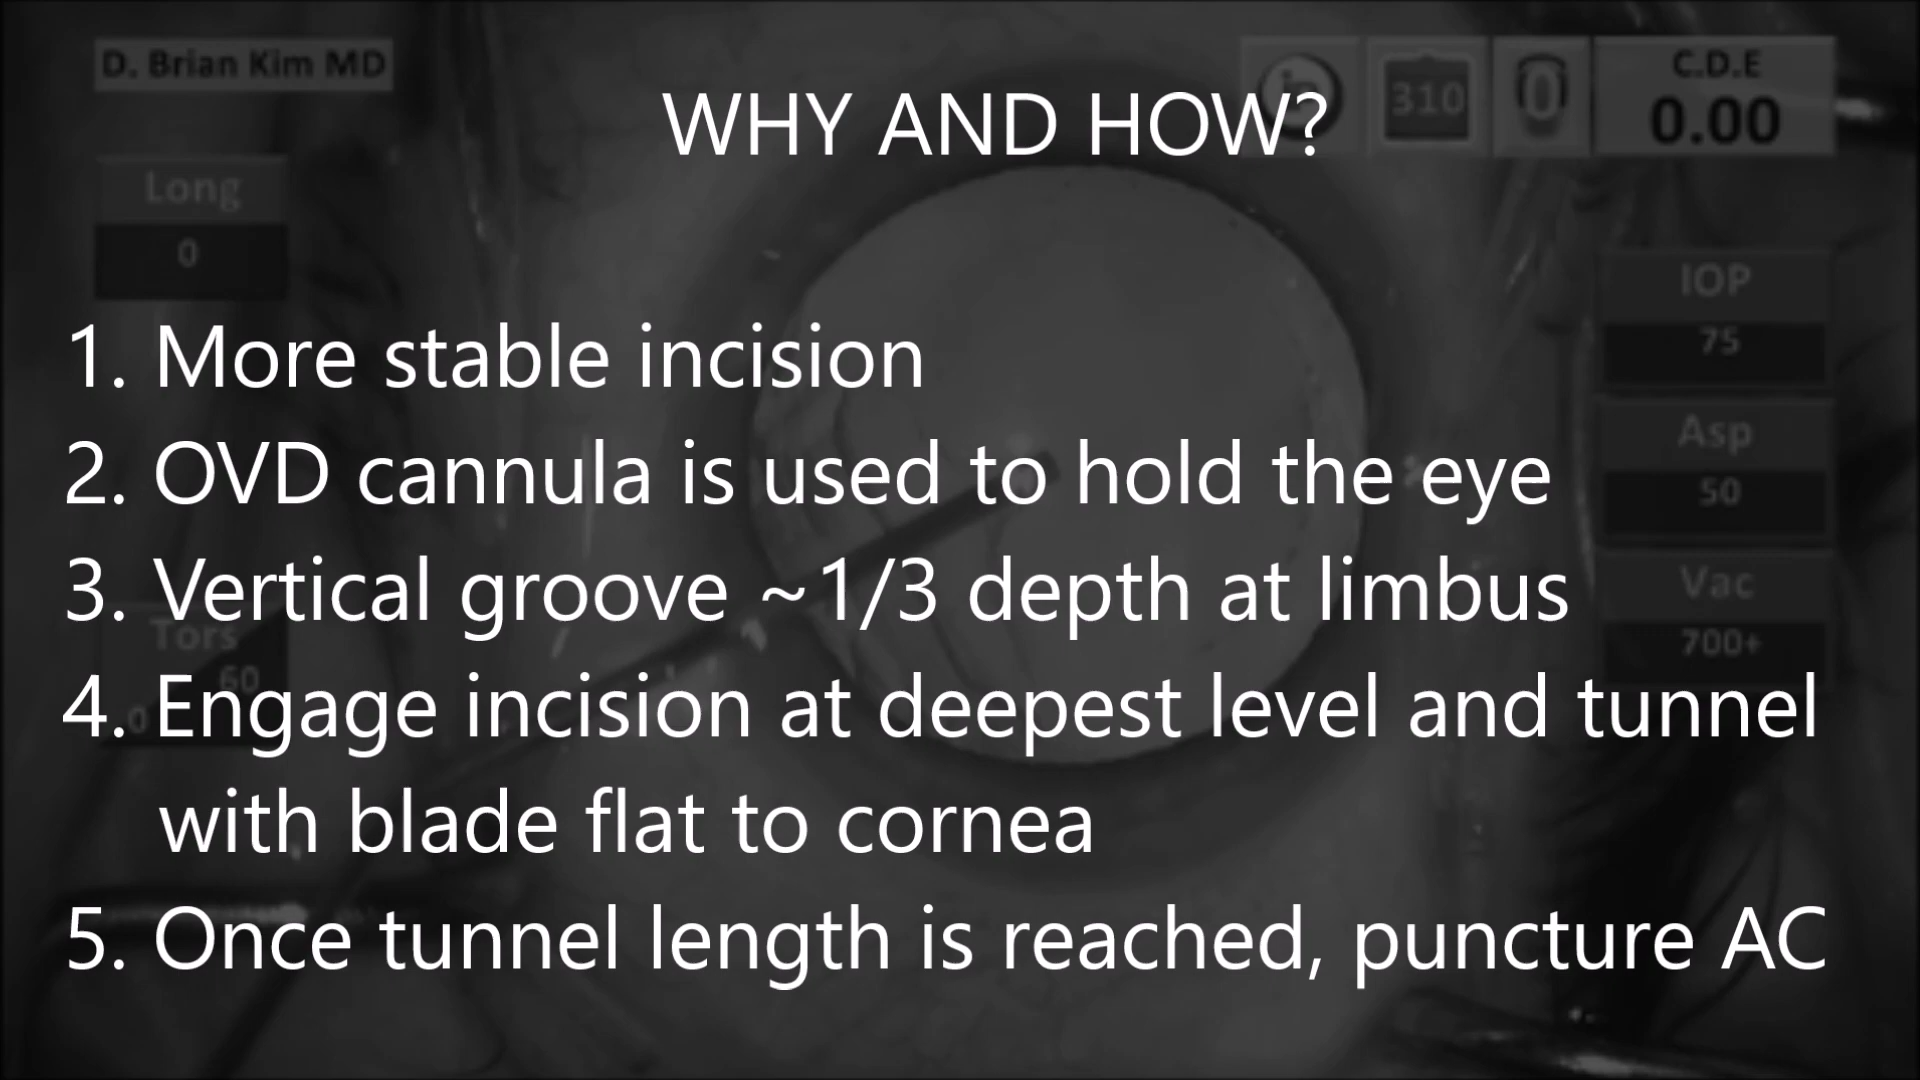 D. Brian Kim MD
WHY AND HOW?
310
0
C.D.E
0.00
Long
0
IOP
75
1. More stable incision
Asp
50
2. OVD cannula is used to hold the eye
3. Vertical groove ~1/3 depth at limbus
Vac
700+
Tors
60
0
4. Engage incision at deepest level and tunnel
with blade flat to cornea
5. Once tunnel length is reached, puncture AC